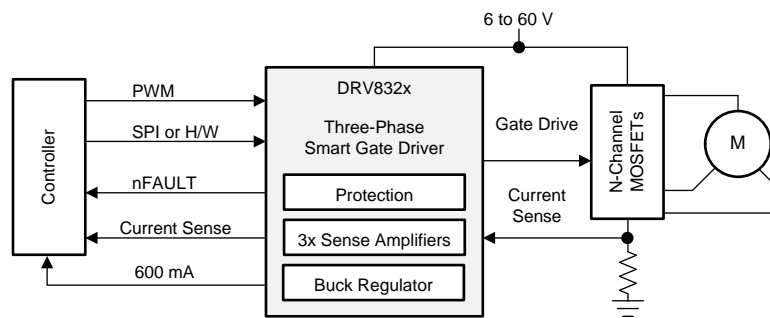 6 to 60 V
DRV832x
Three-Phase
Smart Gate Driver
Protection
3x Sense Amplifiers
Buck Regulator
Controller
PWM
SPI or H/W
nFAULT
Current Sense
600 mA
Gate Drive
Current
Sense
N-Channel
MOSFETs
M